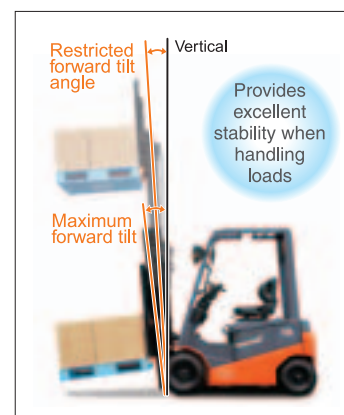 Restricted
forward tilt
angle
Vertical
Provides
excellent
stability when
handling
loads
Maximum
forward tilt